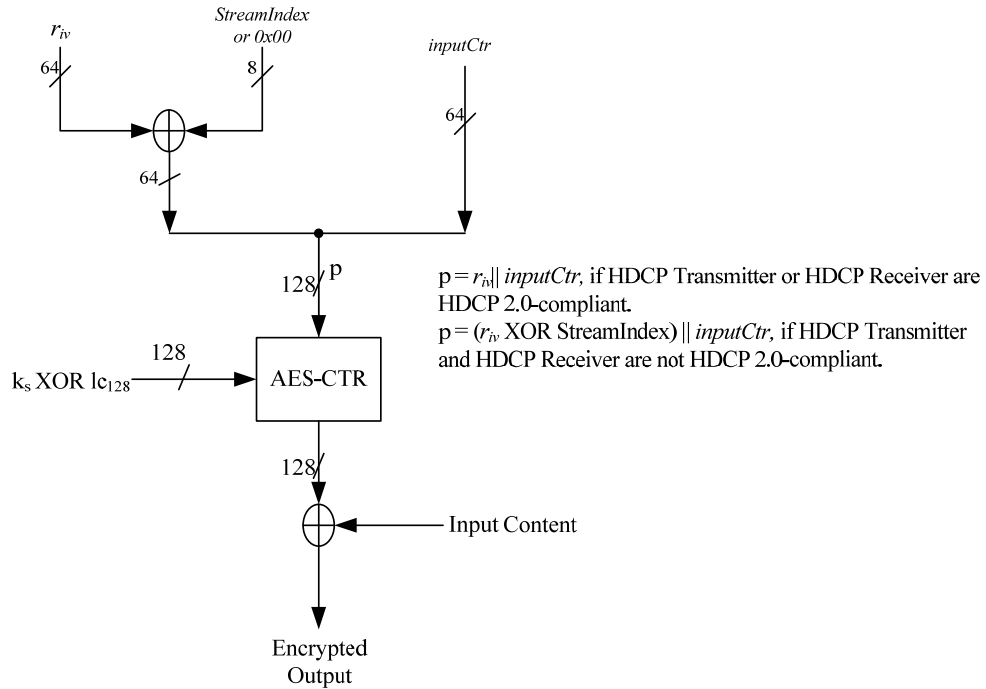 r_iv
StreamIndex
or 0x00
inputCtr
64
8
64
64
128
p
p = r_iv || inputCtr, if HDCP Transmitter or HDCP Receiver are
HDCP 2.0-compliant.
p = (r_iv XOR StreamIndex) || inputCtr, if HDCP Transmitter
and HDCP Receiver are not HDCP 2.0-compliant.
k_s XOR lc_128
128
AES-CTR
128
Input Content
Encrypted
Output